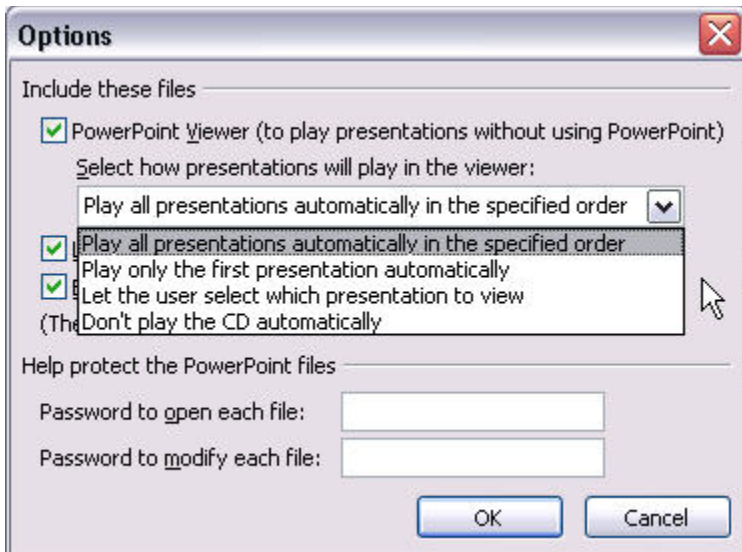 Options
Include these files
PowerPoint Viewer (to play presentations without using PowerPoint)
Select how presentations will play in the viewer:
Play all presentations automatically in the specified order
Play all presentations automatically in the specified order
Play only the first presentation automatically
Let the user select which presentation to view
Don't play the CD automatically
Help protect the PowerPoint files
Password to open each file:
Password to modify each file:
OK Cancel